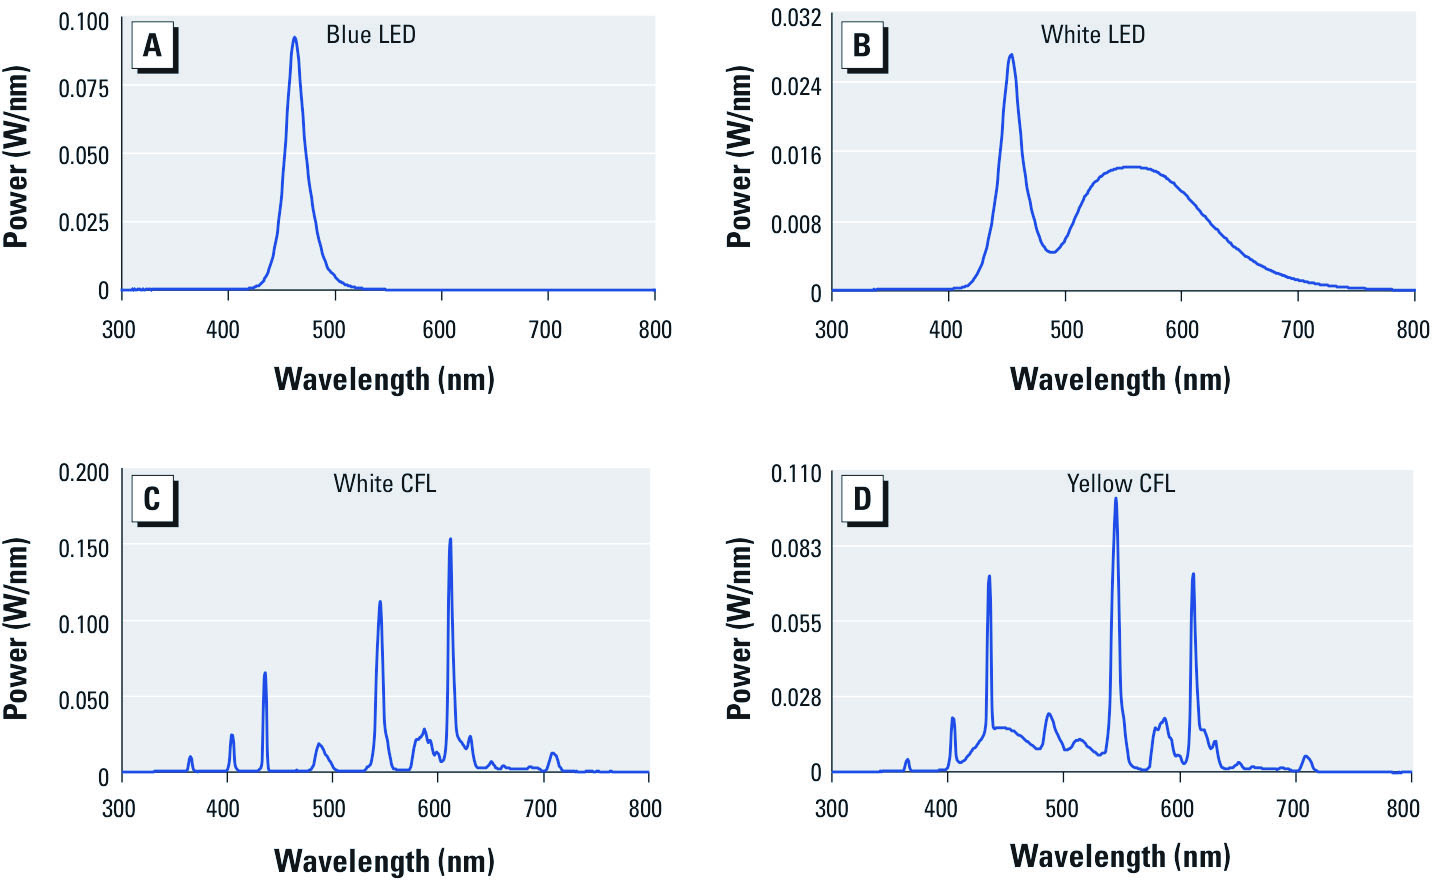 A
Blue LED
0.100
0.075
0.050
0.025
0
Power (W/nm)
300 400 500 600 700 800
Wavelength (nm)
B
White LED
0.032
0.024
0.016
0.008
0
Power (W/nm)
300 400 500 600 700 800
Wavelength (nm)
C
White CFL
0.200
0.150
0.100
0.050
0
Power (W/nm)
300 400 500 600 700 800
Wavelength (nm)
D
Yellow CFL
0.110
0.083
0.055
0.028
0
Power (W/nm)
300 400 500 600 700 800
Wavelength (nm)